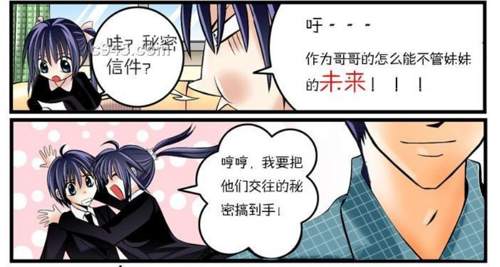 哇？秘密
信件？
吁---
作为哥哥的怎么能不管妹妹
的未来！！！
哼哼，我要把
他们交往的秘
密搞到手！